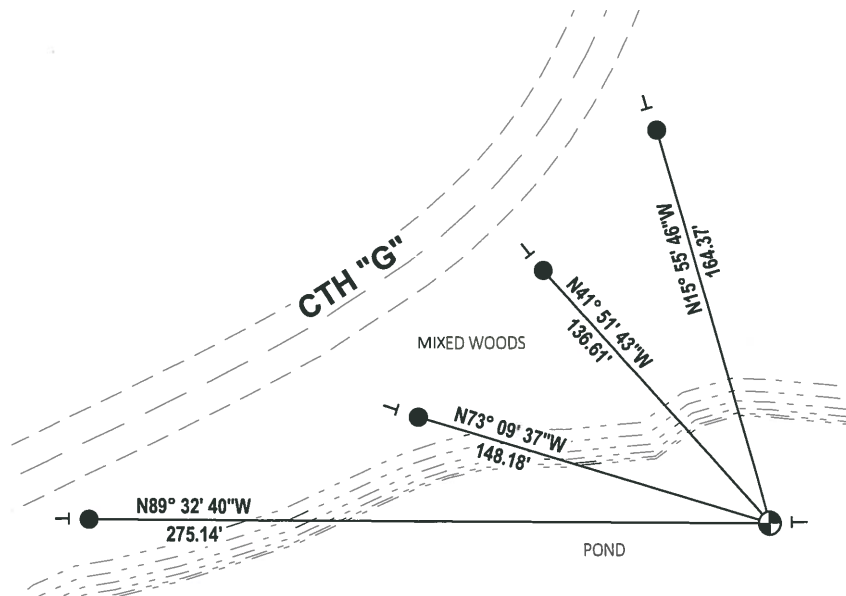 CTH "G"
N15° 55' 46"W
164.37'
N41° 51' 43"W
136.61'
MIXED WOODS
N73° 09' 37"W
148.18'
N89° 32' 40"W
275.14'
POND